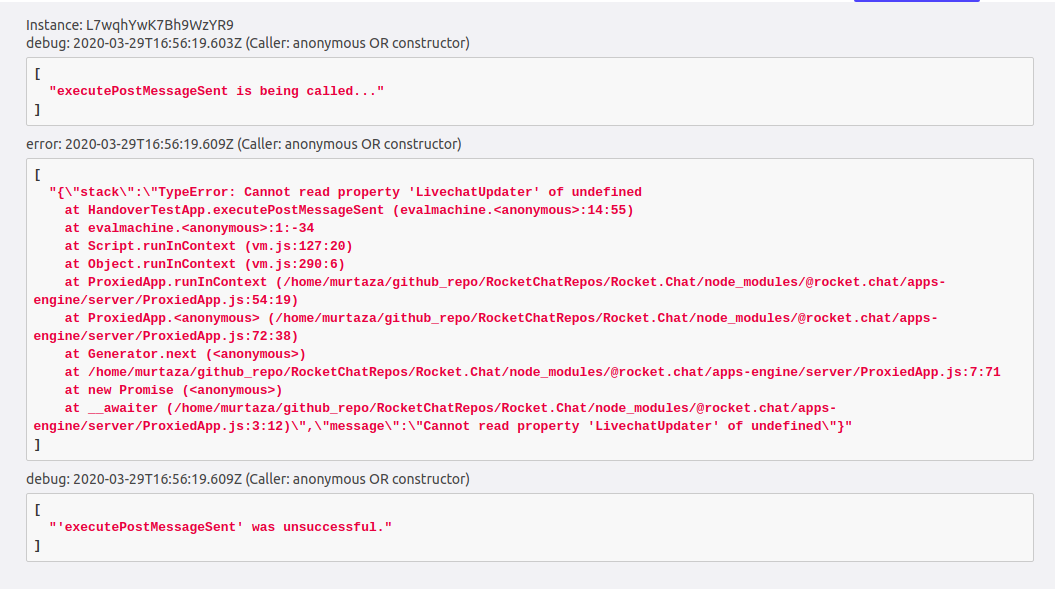 Instance: L7wqhYwK7Bh9WzYR9
debug: 2020-03-29T16:56:19.603Z (Caller: anonymous OR constructor)
[
"executePostMessageSent is being called..."
]
error: 2020-03-29T16:56:19.609Z (Caller: anonymous OR constructor)
[
"{\"stack\":\"TypeError: Cannot read property 'LivechatUpdater' of undefined
at HandoverTestApp.executePostMessageSent (evalmachine.<anonymous>:14:55)
at evalmachine.<anonymous>:1:-34
at Script.runInContext (vm.js:127:20)
at Object.runInContext (vm.js:290:6)
at ProxiedApp.runInContext (/home/murtaza/github_repo/RocketChatRepos/Rocket.Chat/node_modules/@rocket.chat/apps-
engine/server/ProxiedApp.js:54:19)
at ProxiedApp.<anonymous> (/home/murtaza/github_repo/RocketChatRepos/Rocket.Chat/node_modules/@rocket.chat/apps-
engine/server/ProxiedApp.js:72:38)
at Generator.next (<anonymous>)
at /home/murtaza/github_repo/RocketChatRepos/Rocket.Chat/node_modules/@rocket.chat/apps-engine/server/ProxiedApp.js:7:71
at new Promise (<anonymous>)
at __awaiter (/home/murtaza/github_repo/RocketChatRepos/Rocket.Chat/node_modules/@rocket.chat/apps-
engine/server/ProxiedApp.js:3:12)\",\"message\":\"Cannot read property 'LivechatUpdater' of undefined\"}"
]
debug: 2020-03-29T16:56:19.609Z (Caller: anonymous OR constructor)
[
"'executePostMessageSent' was unsuccessful."
]